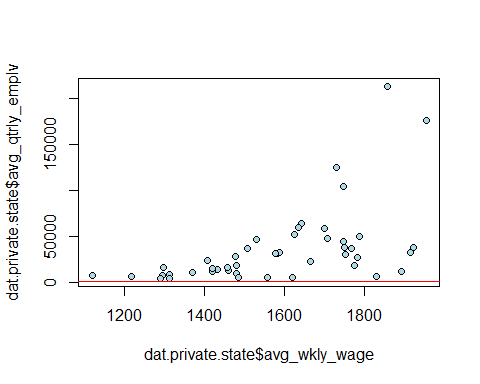 dat.private.state$avg_qtrly_emplv
150000
50000
0
1200 1400 1600 1800
dat.private.state$avg_wkly_wage